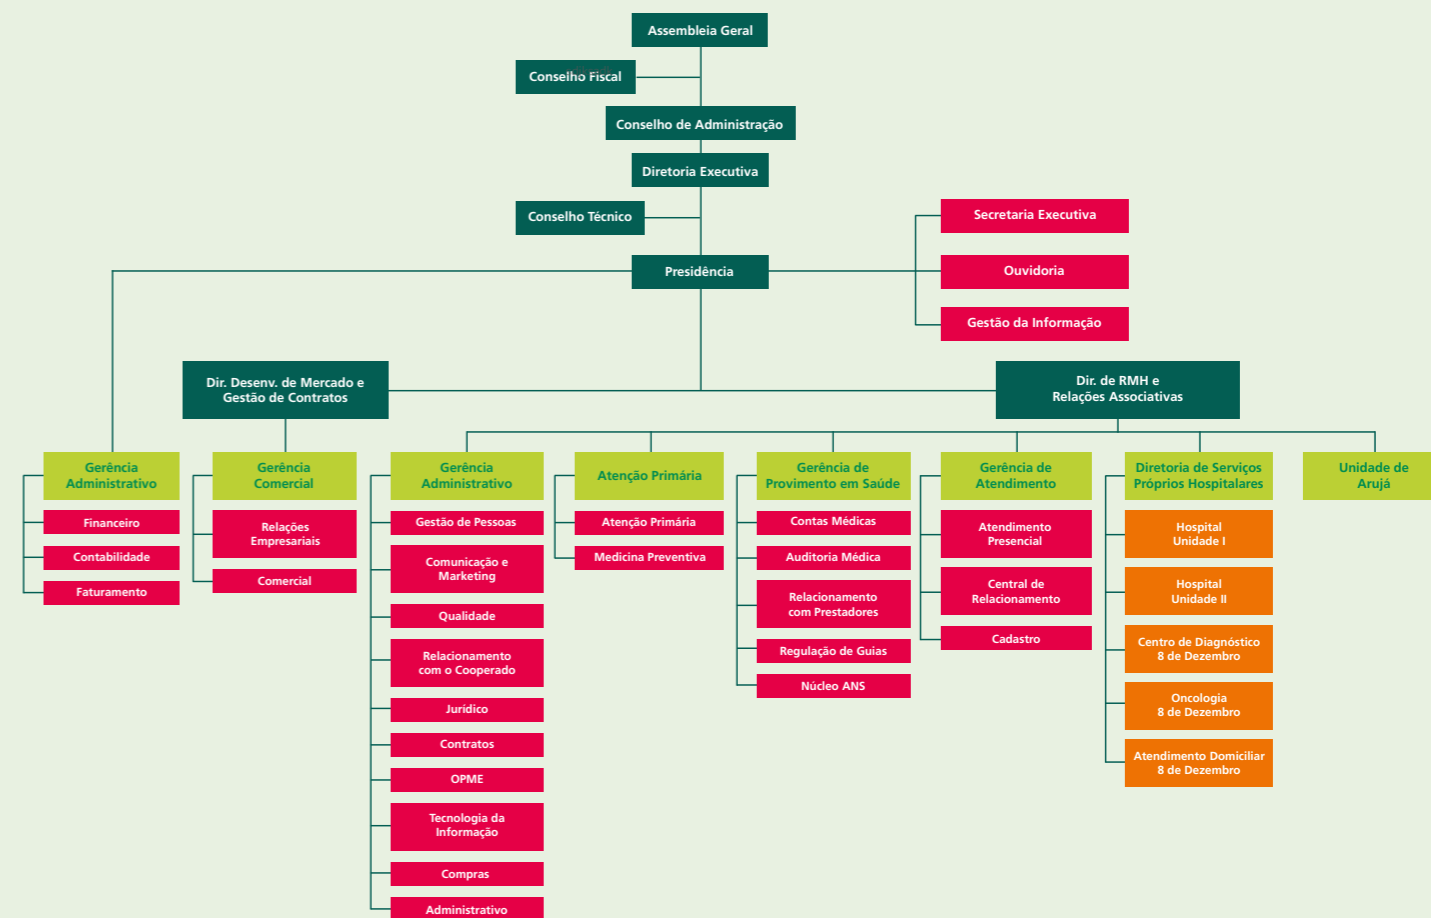 Assembleia Geral
Conselho Fiscal
Conselho de Administração
Diretoria Executiva
Conselho Técnico
Secretaria Executiva
Presidência
Ouvidoria
Gestão da Informação
Dir. Desenv. de Mercado e
Gestão de Contratos
Dir. de RMH e
Relações Associativas
Gerência
Administrativo
Financeiro
Contabilidade
Faturamento
Gerência
Comercial
Relações
Empresariais
Comercial
Gerência
Administrativo
Gestão de Pessoas
Comunicação e
Marketing
Qualidade
Relacionamento
com o Cooperado
Jurídico
Contratos
OPME
Tecnologia da
Informação
Compras
Administrativo
Atenção Primária
Atenção Primária
Medicina Preventiva
Gerência de
Provimento em Saúde
Contas Médicas
Auditoria Médica
Relacionamento
com Prestadores
Regulação de Guias
Núcleo ANS
Gerência de
Atendimento
Atendimento
Presencial
Central de
Relacionamento
Cadastro
Diretoria de Serviços
Próprios Hospitalares
Hospital
Unidade I
Hospital
Unidade II
Centro de Diagnóstico
8 de Dezembro
Oncologia
8 de Dezembro
Atendimento Domiciliar
8 de Dezembro
Unidade de
Arujá